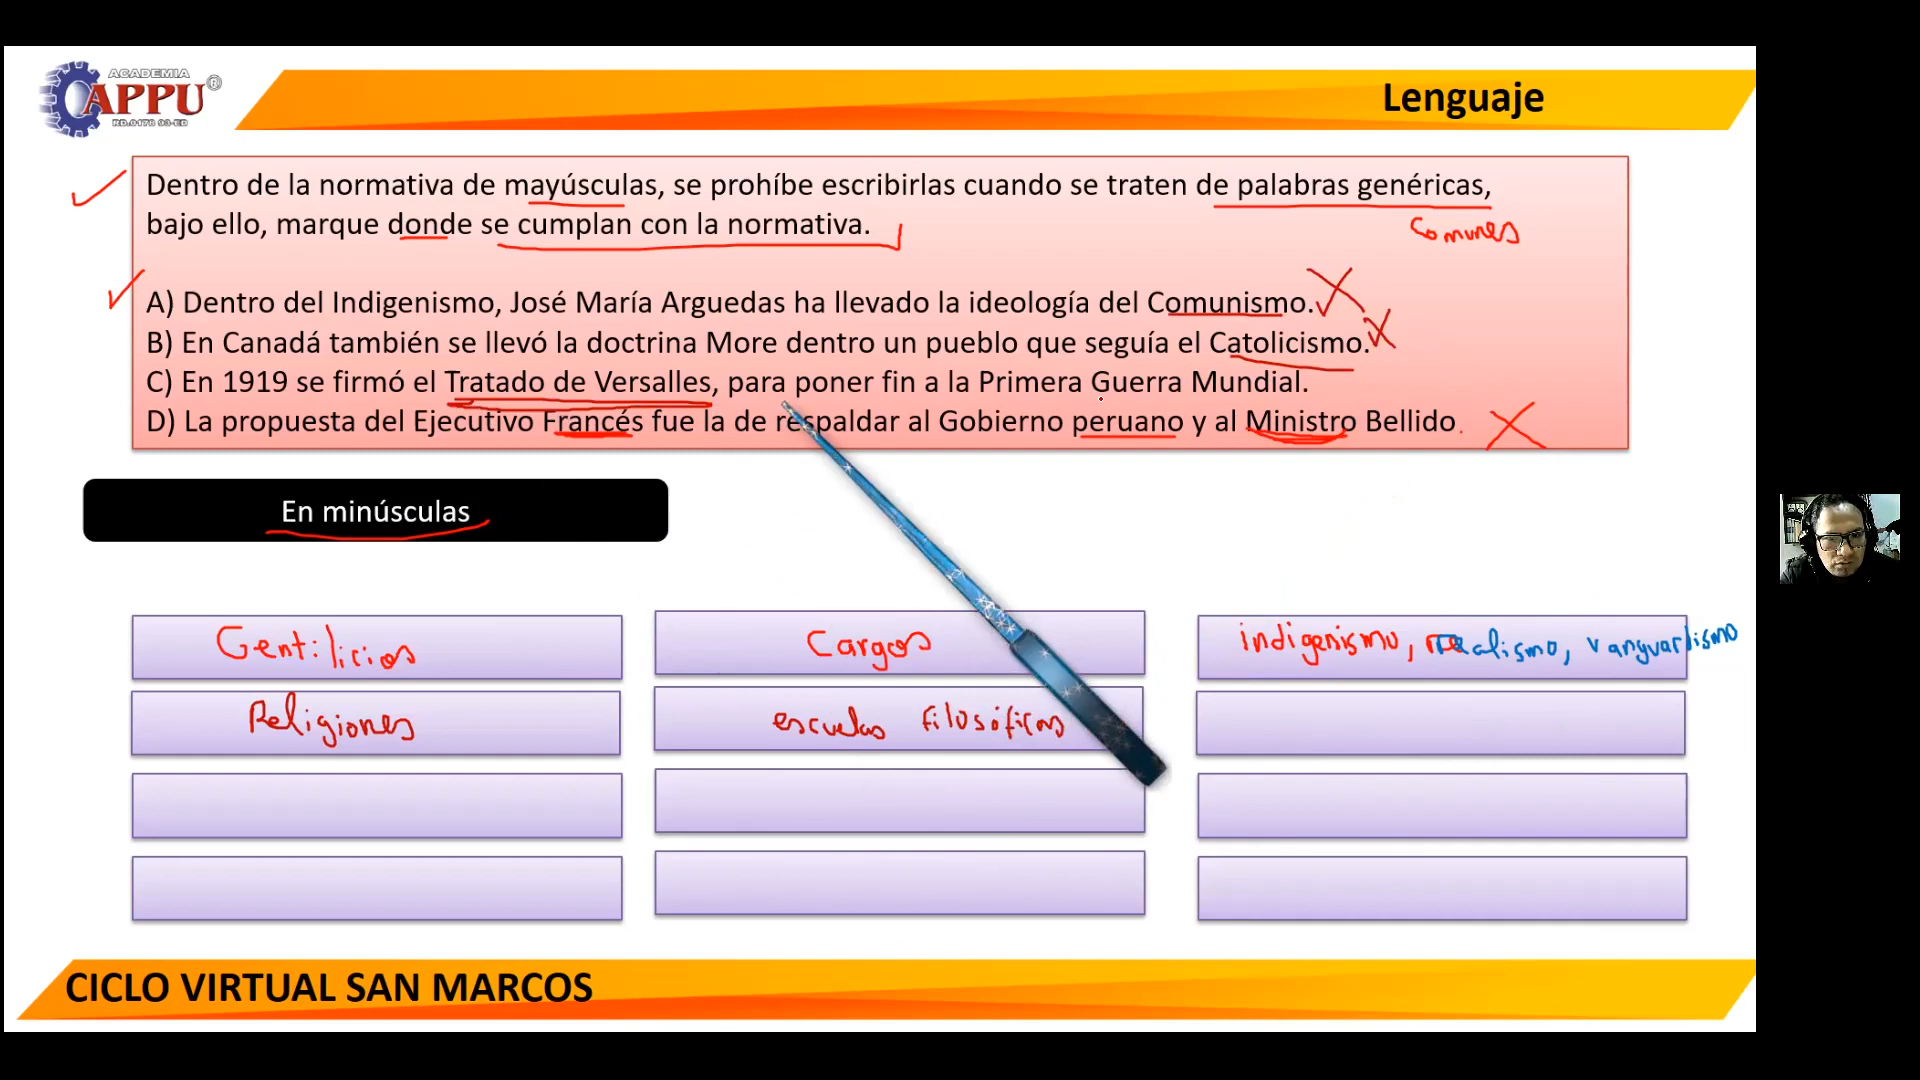 ACADEMIA
APPU®
RD.0170 93-ED
Lenguaje
Dentro de la normativa de mayúsculas, se prohíbe escribirlas cuando se traten de palabras genéricas,
bajo ello, marque donde se cumplan con la normativa.
comunes
A) Dentro del Indigenismo, José María Arguedas ha llevado la ideología del Comunismo.
B) En Canadá también se llevó la doctrina More dentro un pueblo que seguía el Catolicismo.
C) En 1919 se firmó el Tratado de Versalles, para poner fin a la Primera Guerra Mundial.
D) La propuesta del Ejecutivo Francés fue la de respaldar al Gobierno peruano y al Ministro Bellido.
En minúsculas
Gentilicios
Cargos
indigenismo, realismo, vanguardismo
Religiones
escuelas filosóficas
CICLO VIRTUAL SAN MARCOS